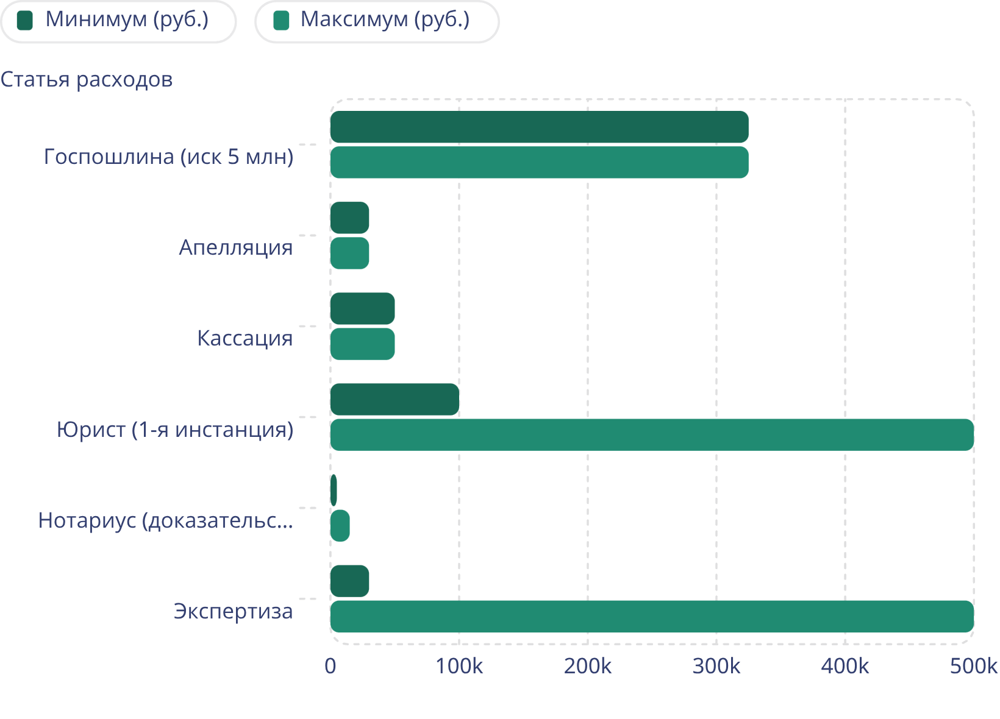 Минимум (руб.)
Максимум (руб.)
Статья расходов
Госпошлина (иск 5 млн)
Апелляция
Кассация
Юрист (1-я инстанция)
Нотариус (доказательс...
Экспертиза
0 100k 200k 300k 400k 500k